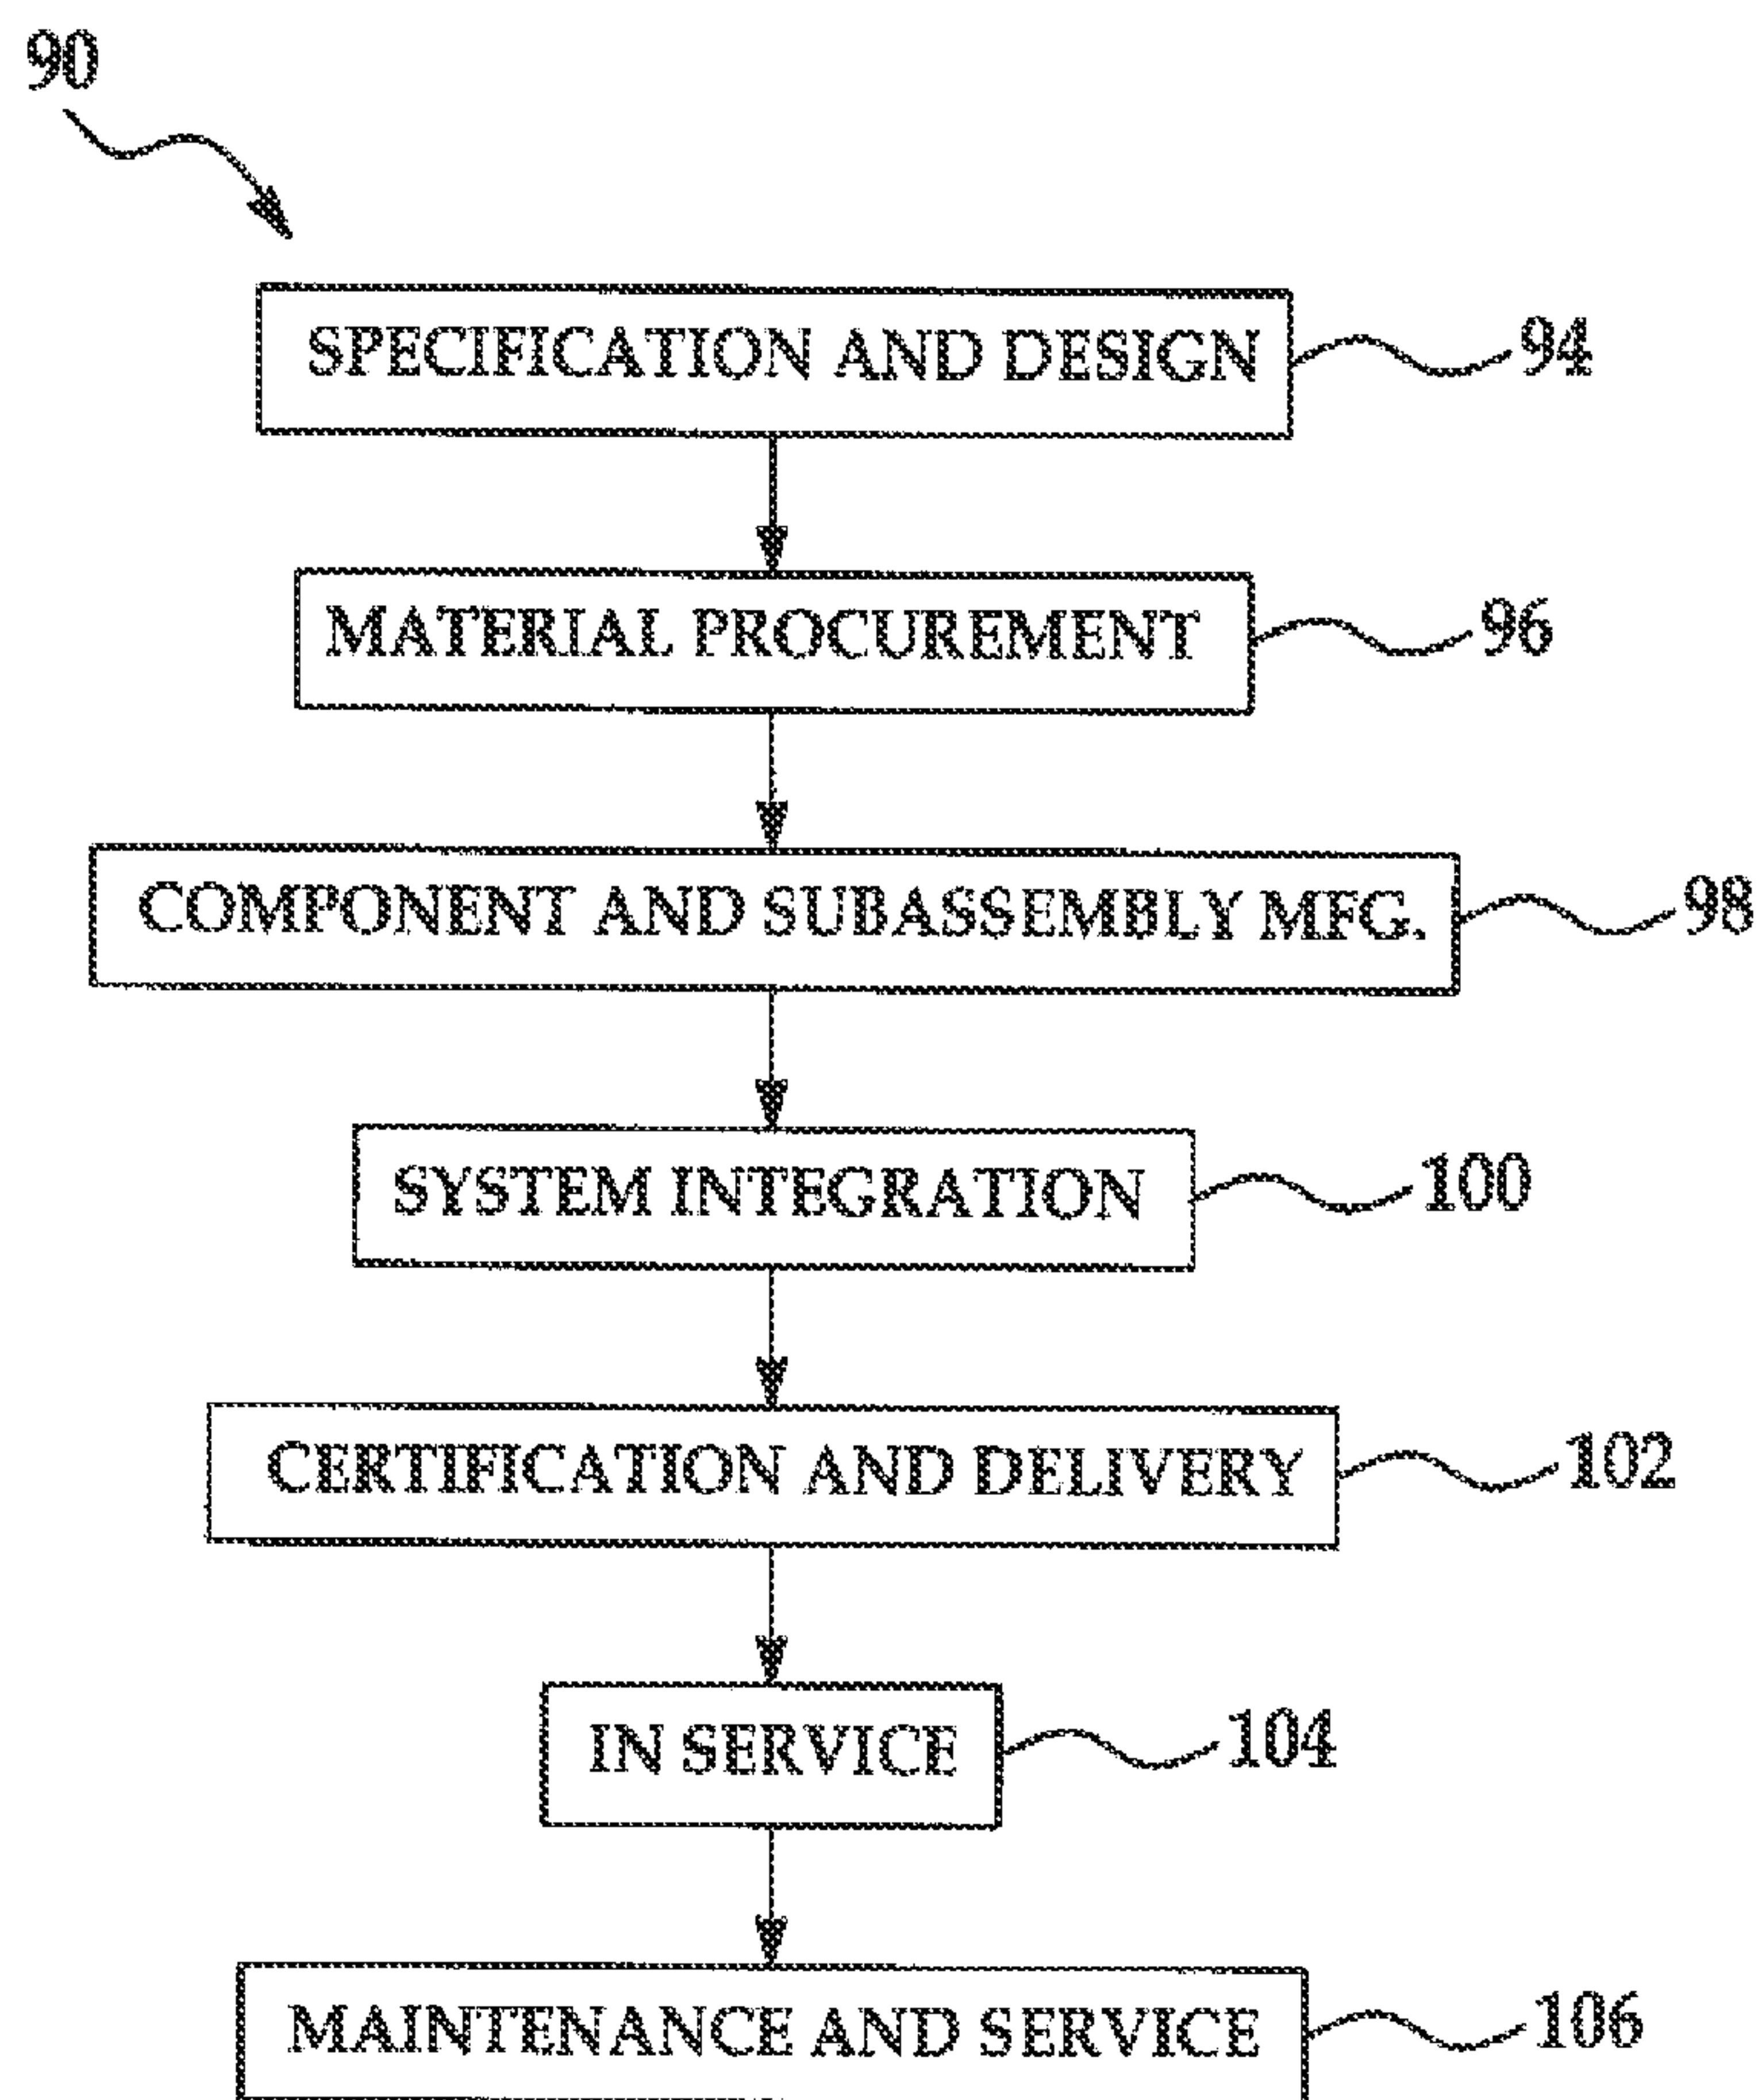 90
SPECIFICATION AND DESIGN 94
MATERIAL PROCUREMENT 96
COMPONENT AND SUBASSEMBLY MFG. 98
SYSTEM INTEGRATION 100
CERTIFICATION AND DELIVERY 102
IN SERVICE 104
MAINTENANCE AND SERVICE 106